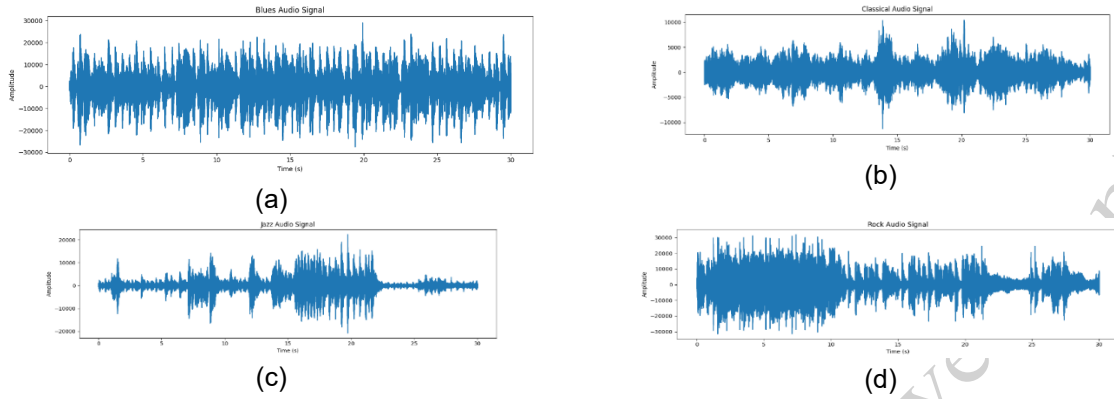 Blues Audio Signal
Amplitude
30000
20000
10000
0
−10000
−20000
−30000
0 5 10 15 20 25 30
Time (s)
(a)
Classical Audio Signal
Amplitude
10000
5000
0
−5000
−10000
0 5 10 15 20 25 30
Time (s)
(b)
Jazz Audio Signal
Amplitude
20000
10000
0
−10000
−20000
0 5 10 15 20 25 30
Time (s)
(c)
Rock Audio Signal
Amplitude
30000
20000
10000
0
−10000
−20000
−30000
0 5 10 15 20 25 30
Time (s)
(d)